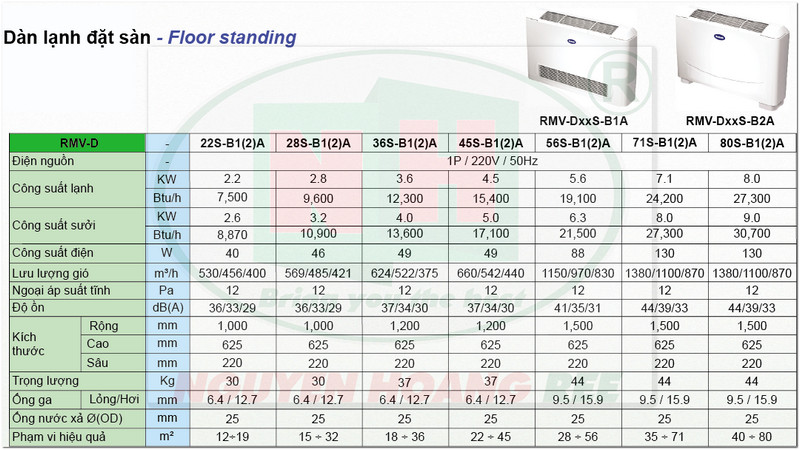 Dàn lạnh đặt sàn - Floor standing
®
RMV-DxxS-B1A RMV-DxxS-B2A
RMV-D - 22S-B1(2)A 28S-B1(2)A 36S-B1(2)A 45S-B1(2)A 56S-B1(2)A 71S-B1(2)A 80S-B1(2)A
Điện nguồn - 1P / 220V / 50Hz
Công suất lạnh KW 2.2 2.8 3.6 4.5 5.6 7.1 8.0
Btu/h 7,500 9,600 12,300 15,400 19,100 24,200 27,300
Công suất sưởi KW 2.6 3.2 4.0 5.0 6.3 8.0 9.0
Btu/h 8,870 10,900 13,600 17,100 21,500 27,300 30,700
Công suất điện W 40 46 49 49 88 130 130
Lưu lượng gió m³/h 530/456/400 569/485/421 624/522/375 660/542/440 1150/970/830 1380/1100/870 1380/1100/870
Ngoại áp suất tĩnh Pa 12 12 12 12 12 12 12
Bring you the best
Độ ồn dB(A) 36/33/29 36/33/29 37/34/30 37/34/30 41/35/31 44/39/33 44/39/33
Kích thước Rộng mm 1,000 1,000 1,200 1,200 1,500 1,500 1,500
Cao mm 625 625 625 625 625 625 625
Sâu mm 220 220 220 220 220 220 220
Trọng lượng Kg 30 30 37 37 44 44 44
NGUYEN HOANG REE
Ống ga Lỏng/Hơi mm 6.4 / 12.7 6.4 / 12.7 6.4 / 12.7 6.4 / 12.7 9.5 / 15.9 9.5 / 15.9 9.5 / 15.9
Ống nước xả Ø(OD) mm 25 25 25 25 25 25 25
Phạm vi hiệu quả m² 12÷19 15 ÷ 32 18 ÷ 36 22 ÷ 45 28 ÷ 56 35 ÷ 71 40 ÷ 80